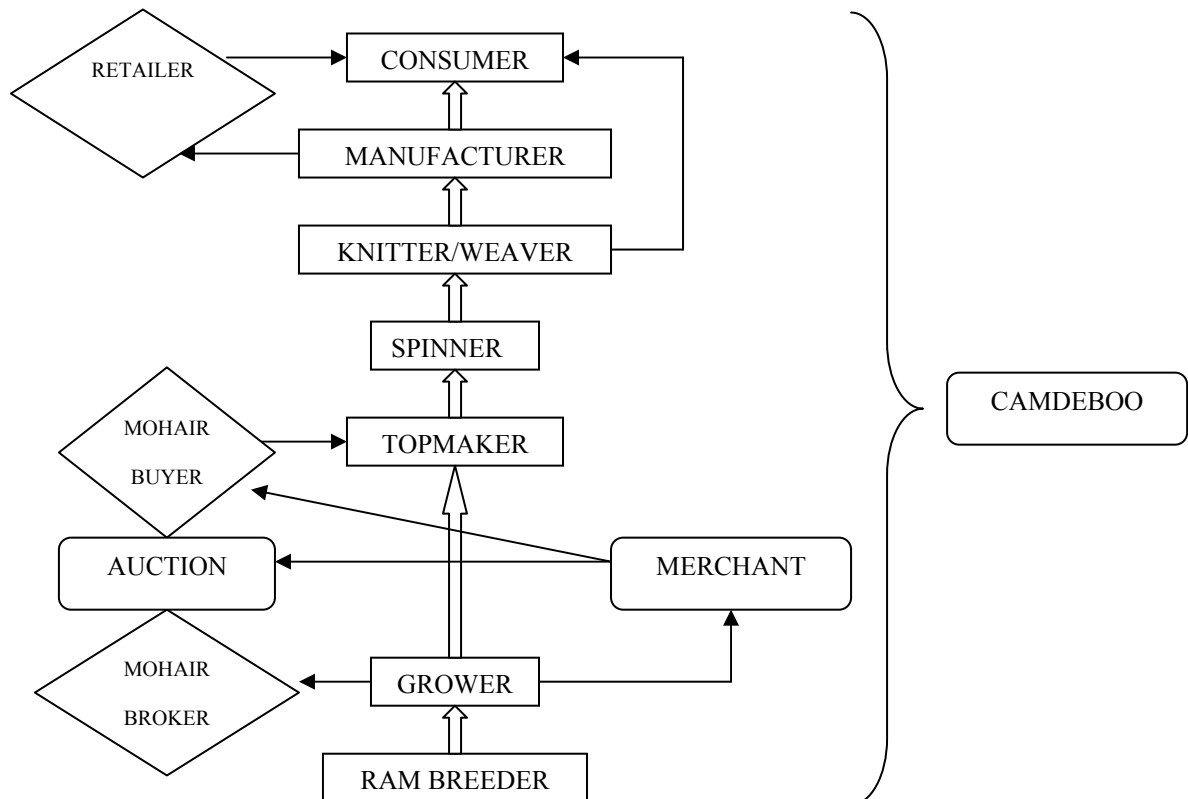 CONSUMER
RETAILER
MANUFACTURER
KNITTER/WEAVER
SPINNER
CAMDEBOO
MOHAIR
BUYER
TOPMAKER
AUCTION
MERCHANT
MOHAIR
BROKER
GROWER
RAM BREEDER